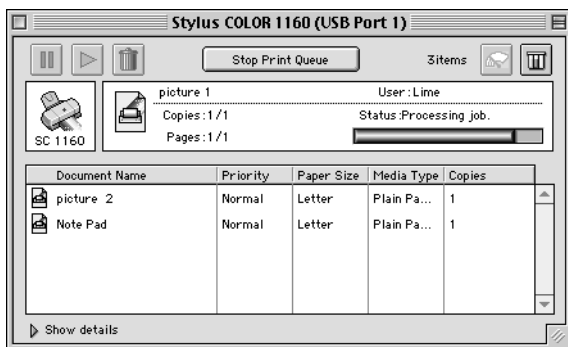 Stylus COLOR 1160 (USB Port 1)
Stop Print Queue
3items
SC 1160
picture 1
User:Lime
Copies:1/1
Status:Processing job.
Pages:1/1
Document Name Priority Paper Size Media Type Copies
picture 2 Normal Letter Plain Pa... 1
Note Pad Normal Letter Plain Pa... 1
Show details